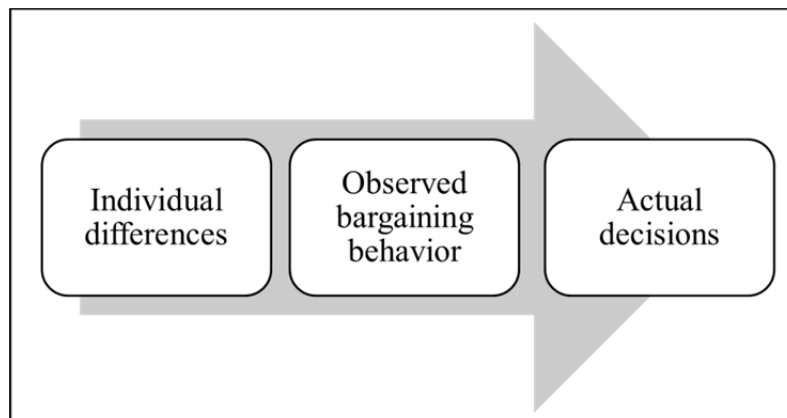 Individual
differences
Observed
bargaining
behavior
Actual
decisions